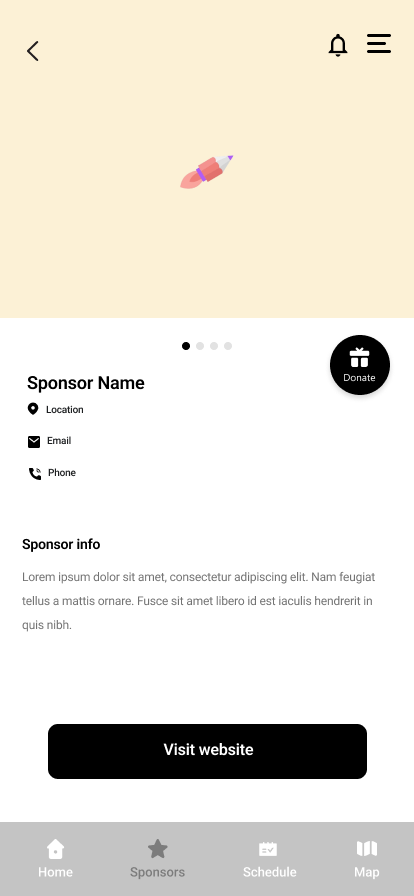 Donate
Sponsor Name
Location
Email
Phone
Sponsor info
Lorem ipsum dolor sit amet, consectetur adipiscing elit. Nam feugiat
tellus a mattis ornare. Fusce sit amet libero id est iaculis hendrerit in
quis nibh.
Visit website
Home Sponsors Schedule Map